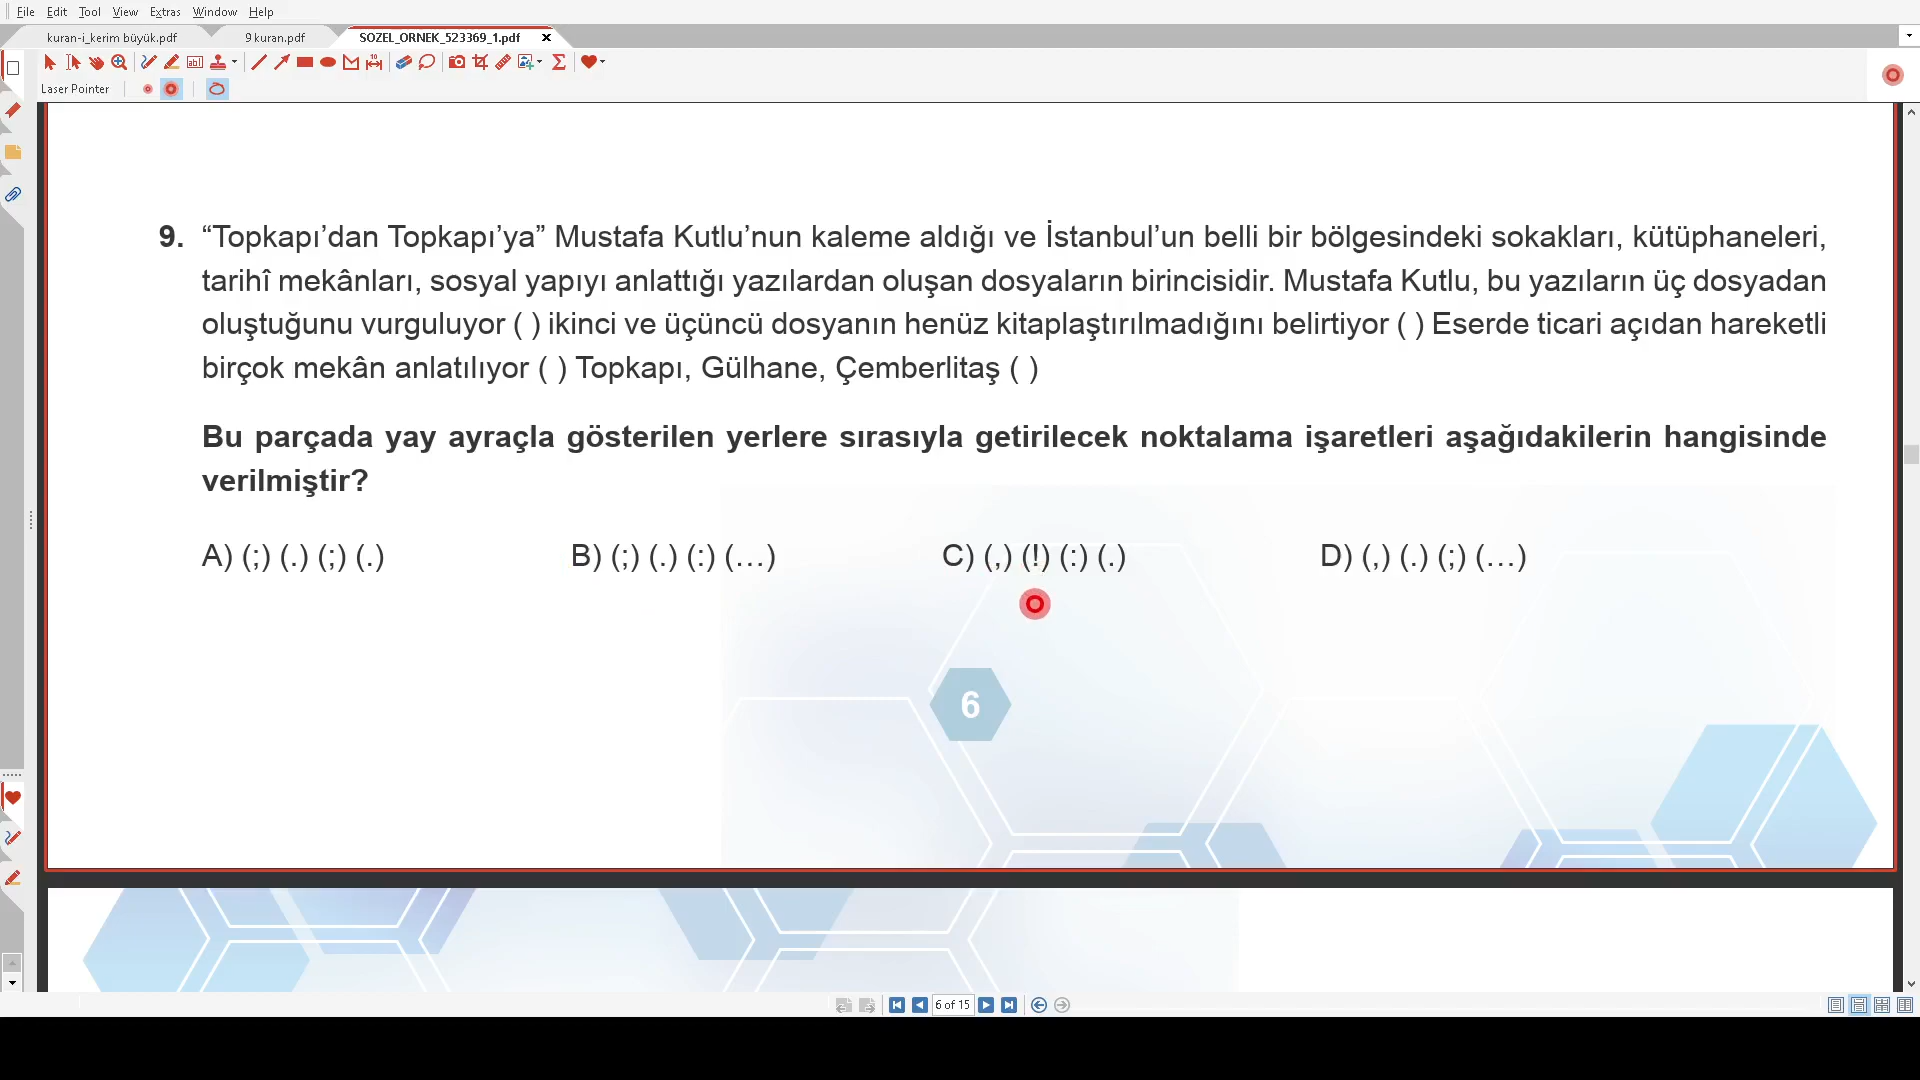 File Edit Tool View Extras Window Help
kuran-i_kerim büyük.pdf 9 kuran.pdf SOZEL_ORNEK_523369_1.pdf
Laser Pointer
9. “Topkapı’dan Topkapı’ya” Mustafa Kutlu’nun kaleme aldığı ve İstanbul’un belli bir bölgesindeki sokakları, kütüphaneleri,
tarihî mekânları, sosyal yapıyı anlattığı yazılardan oluşan dosyaların birincisidir. Mustafa Kutlu, bu yazıların üç dosyadan
oluştuğunu vurguluyor ( ) ikinci ve üçüncü dosyanın henüz kitaplaştırılmadığını belirtiyor ( ) Eserde ticari açıdan hareketli
birçok mekân anlatılıyor ( ) Topkapı, Gülhane, Çemberlitaş ( )
Bu parçada yay ayraçla gösterilen yerlere sırasıyla getirilecek noktalama işaretleri aşağıdakilerin hangisinde
verilmiştir?
A) (;) (.) (;) (.) B) (;) (.) (:) (…) C) (,) (!) (:) (.) D) (,) (.) (;) (…)
6
6 of 15